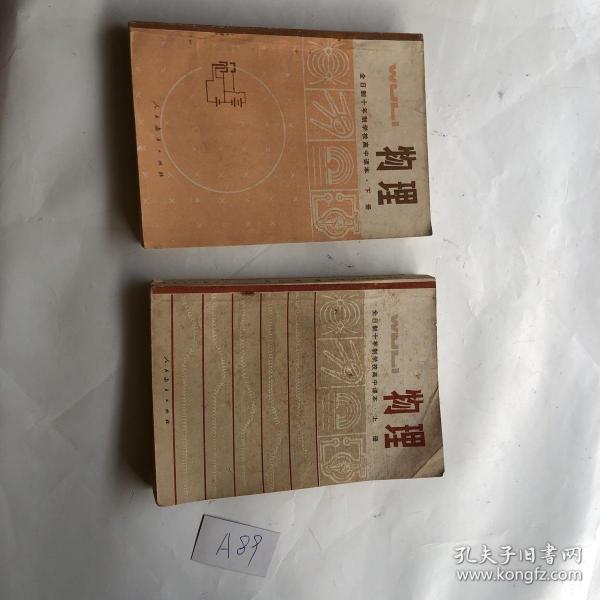 WULI
物理
全日制十年制学校高中课本·下册
人民教育出版社
WULI
物理
全日制十年制学校高中课本·上册
人民教育出版社
A89
孔夫子旧书网
www.kongfz.com